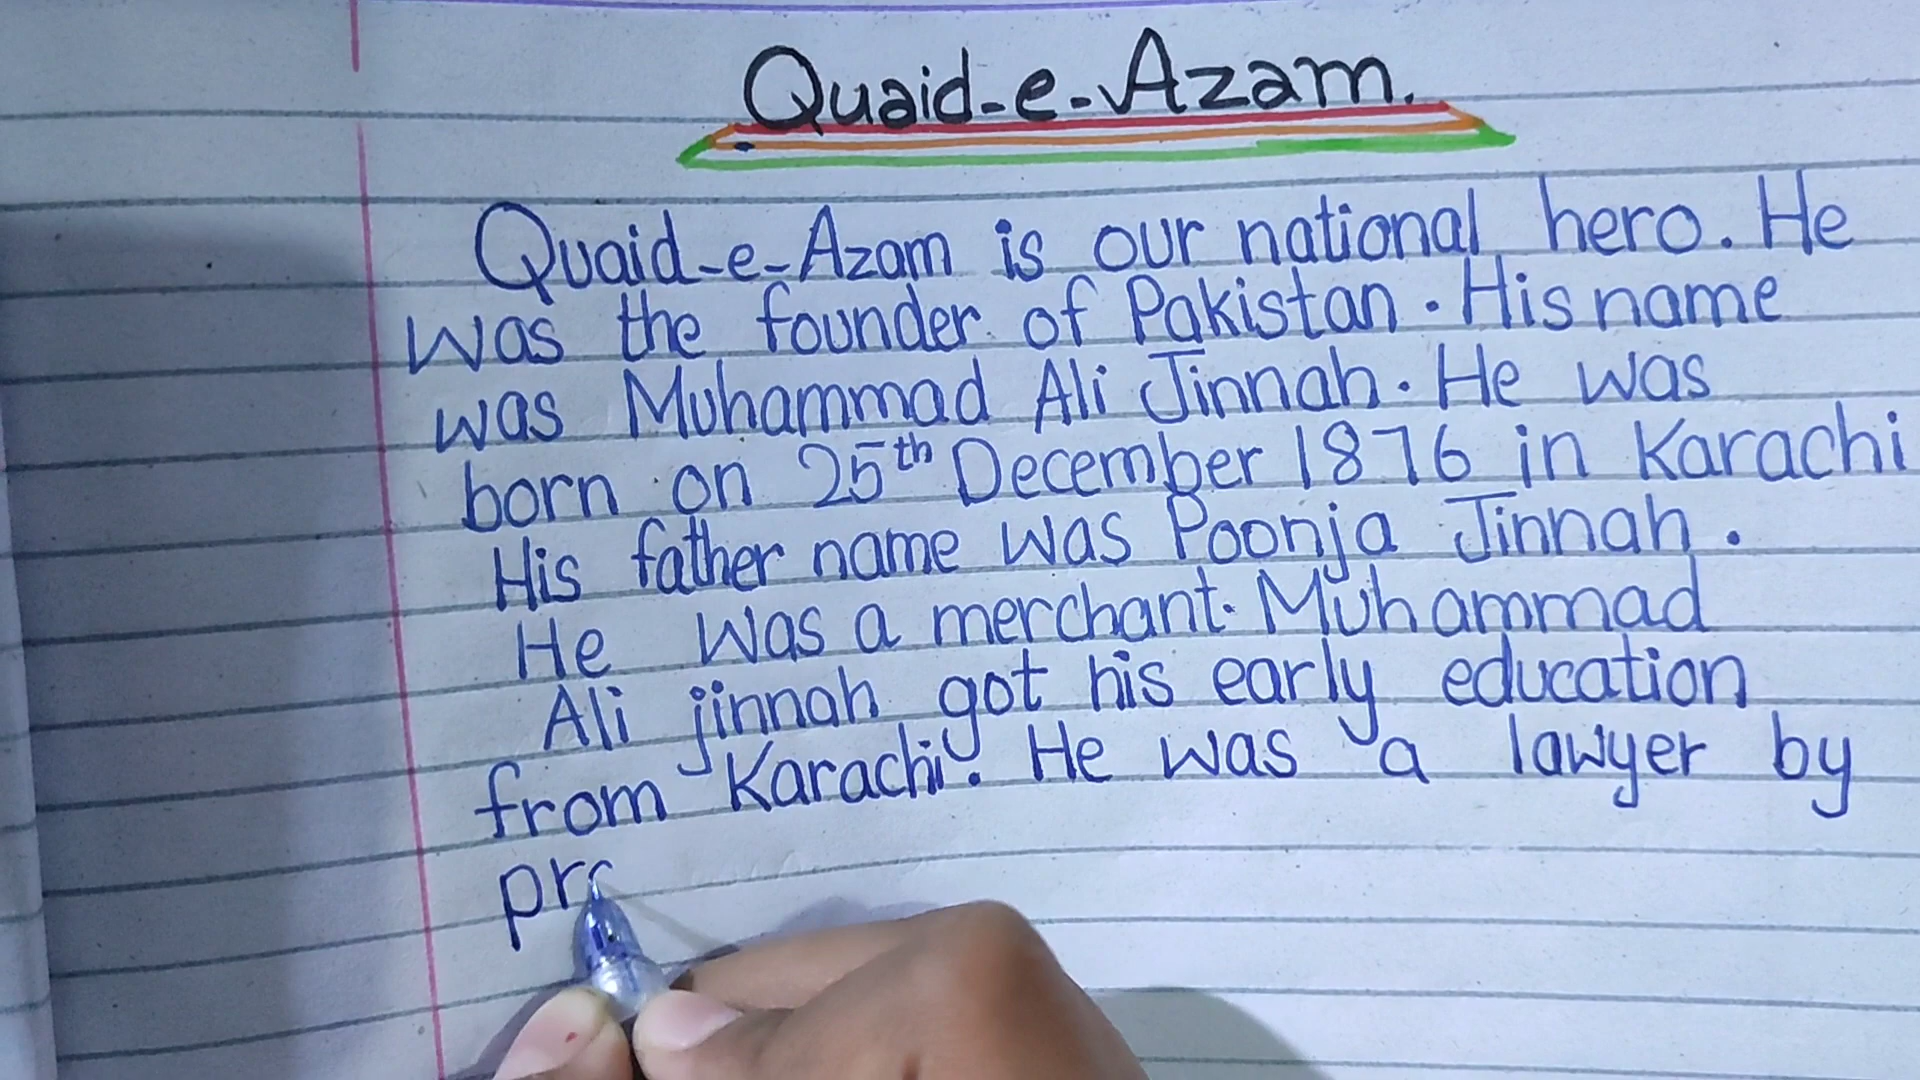 Quaid-e-Azam.
Quaid-e-Azam is our national hero. He
was the founder of Pakistan. His name
was Muhammad Ali Jinnah. He was
born on 25th December 1876 in Karachi
His father name was Poonja Jinnah.
He was a merchant. Muhammad
Ali jinnah got his early education
from Karachi. He was a lawyer by